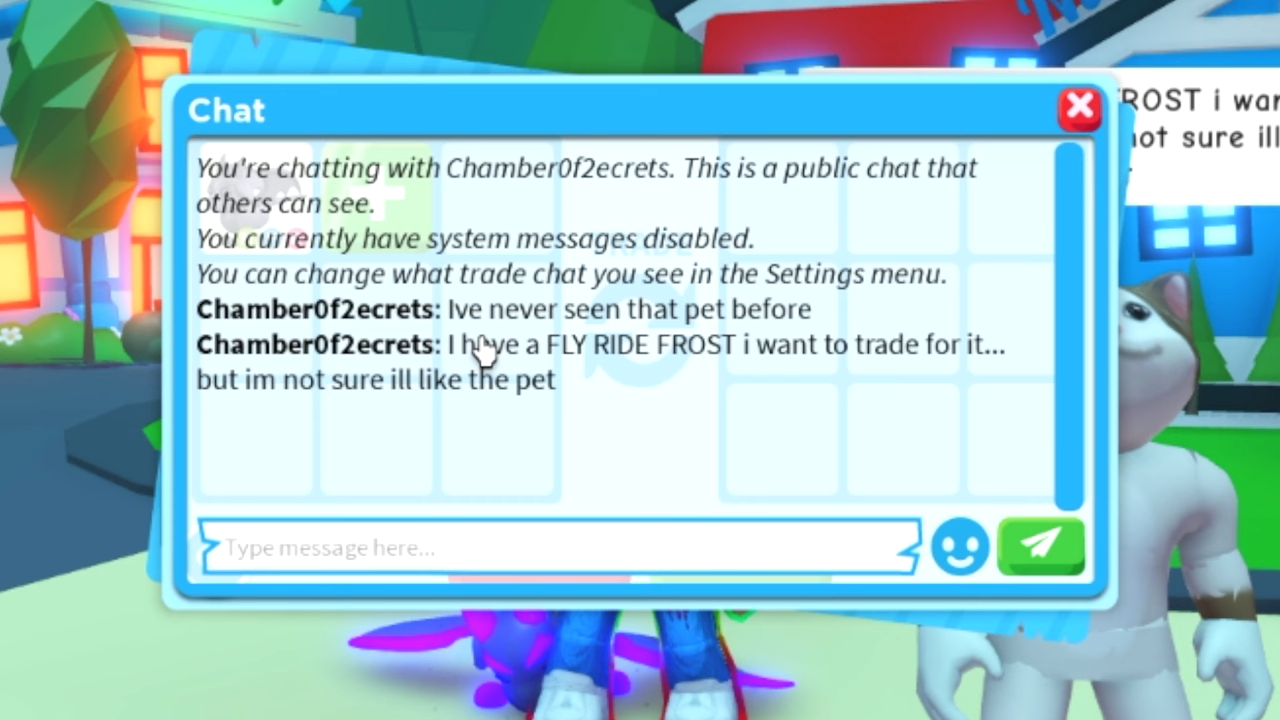 Chat
You're chatting with Chamber0f2ecrets. This is a public chat that
others can see.
You currently have system messages disabled.
You can change what trade chat you see in the Settings menu.
Chamber0f2ecrets: Ive never seen that pet before
Chamber0f2ecrets: I have a FLY RIDE FROST i want to trade for it...
but im not sure ill like the pet
Type message here...
ROST i war
not sure ill